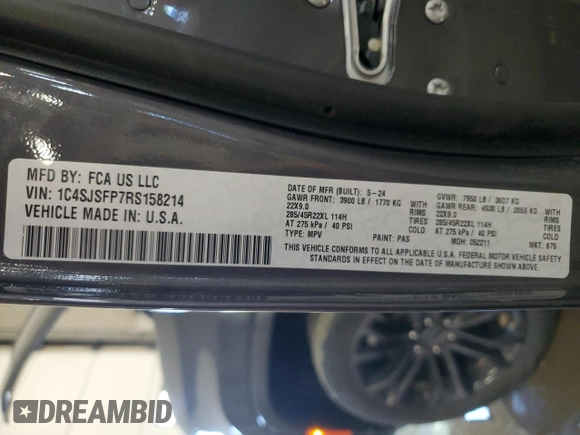 MFD BY: FCA US LLC
VIN: 1C4SJSFP7RS158214
VEHICLE MADE IN U.S.A.
DATE OF MFR (BUILT): 5-24 GVWR: 7950 LB / 3607 KG
GAWR FRONT: 3900 LB / 1770 KG WITH GAWR REAR: 4530 LB / 2055 KG WITH
22X9.0 RIMS 22X9.0 RIMS
285/45R22XL 114H TIRES 285/45R22XL 114H TIRES
AT 275 kPa / 40 PSI COLD AT 275 kPa / 40 PSI COLD
TYPE: MPV PAINT: PAS MDH: 052211 MKT: 875
THIS VEHICLE CONFORMS TO ALL APPLICABLE U.S.A. FEDERAL MOTOR VEHICLE SAFETY
STANDARDS IN EFFECT ON THE DATE OF MANUFACTURE SHOWN ABOVE.
DREAMBID